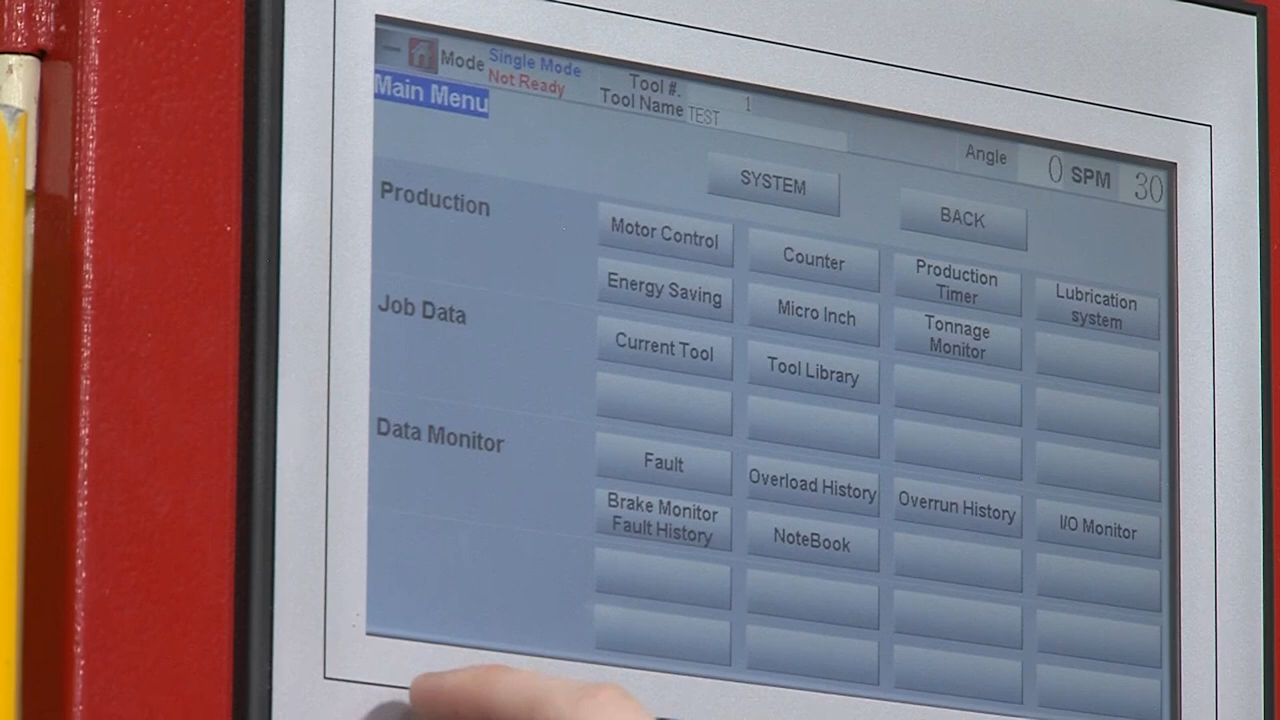 Mode Single Mode
Not Ready
Tool #. 1
Tool Name TEST
Main Menu
Angle 0 SPM 30
SYSTEM
BACK
Production
Motor Control
Counter
Production
Timer
Lubrication
system
Energy Saving
Micro Inch
Tonnage
Monitor
Job Data
Current Tool
Tool Library
Data Monitor
Fault
Overload History
Overrun History
I/O Monitor
Brake Monitor
Fault History
NoteBook